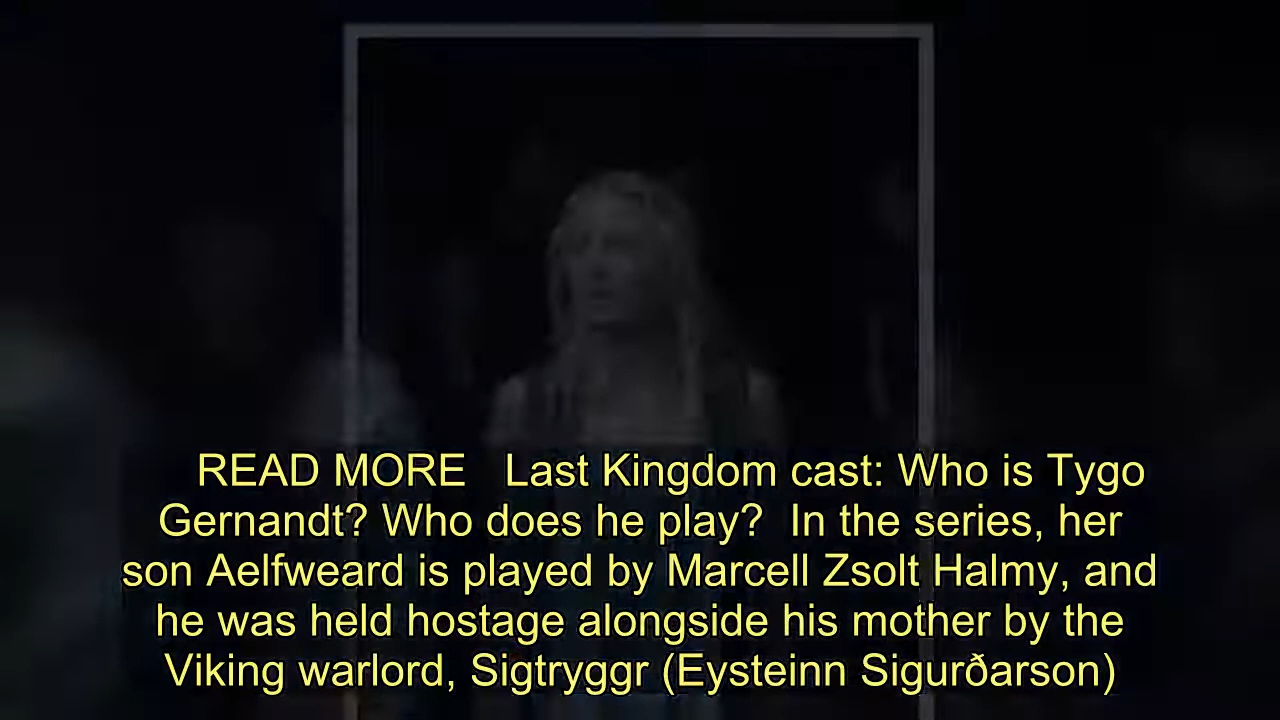 READ MORE   Last Kingdom cast: Who is Tygo
Gernandt? Who does he play?  In the series, her
son Aelfweard is played by Marcell Zsolt Halmy, and
he was held hostage alongside his mother by the
Viking warlord, Sigtryggr (Eysteinn Sigurðarson)